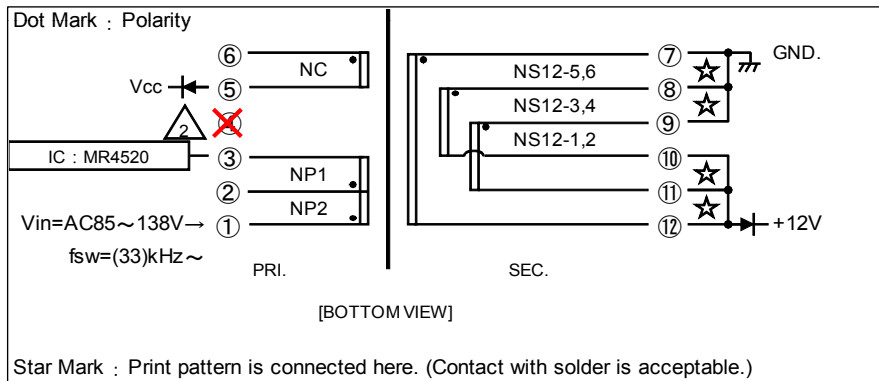 Dot Mark : Polarity
⑥
NC
Vcc
⑤
2
④
IC : MR4520
③
NP1
②
NP2
Vin=AC85～138V→
①
fsw=(33)kHz～
PRI.
NS12-5,6
⑦
☆
GND.
⑧
NS12-3,4
☆
⑨
NS12-1,2
⑩
☆
⑪
☆
⑫
+12V
SEC.
[BOTTOM VIEW]
Star Mark : Print pattern is connected here. (Contact with solder is acceptable.)